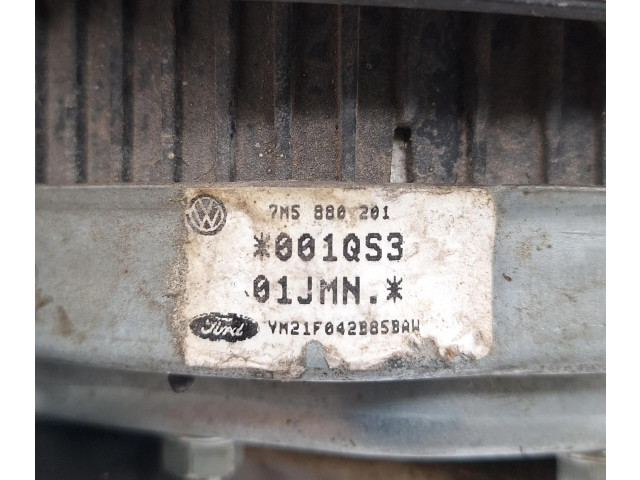 7M5 880 201
*001QS3
01JMN.*
Ford YM21F042B85BAW